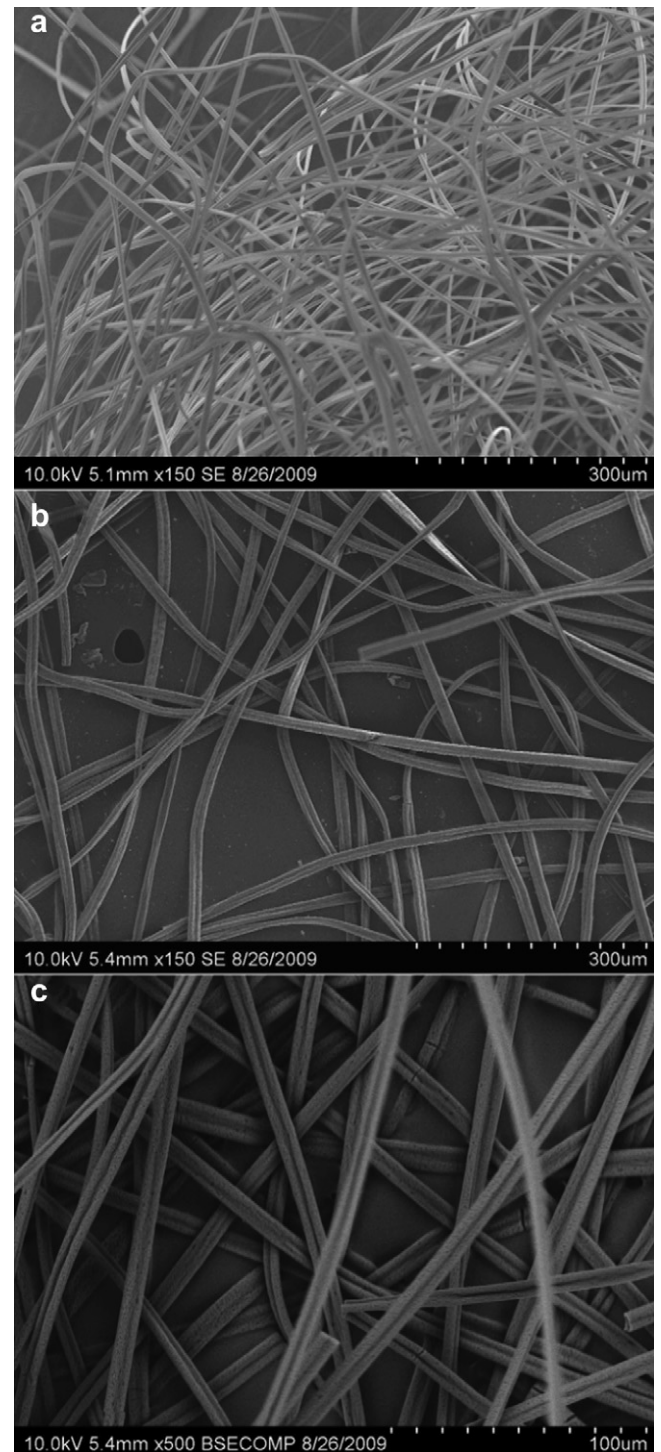 a
10.0kV 5.1mm x150 SE 8/26/2009 300um
b
10.0kV 5.4mm x150 SE 8/26/2009 300um
c
10.0kV 5.4mm x500 BSECOMP 8/26/2009 100um